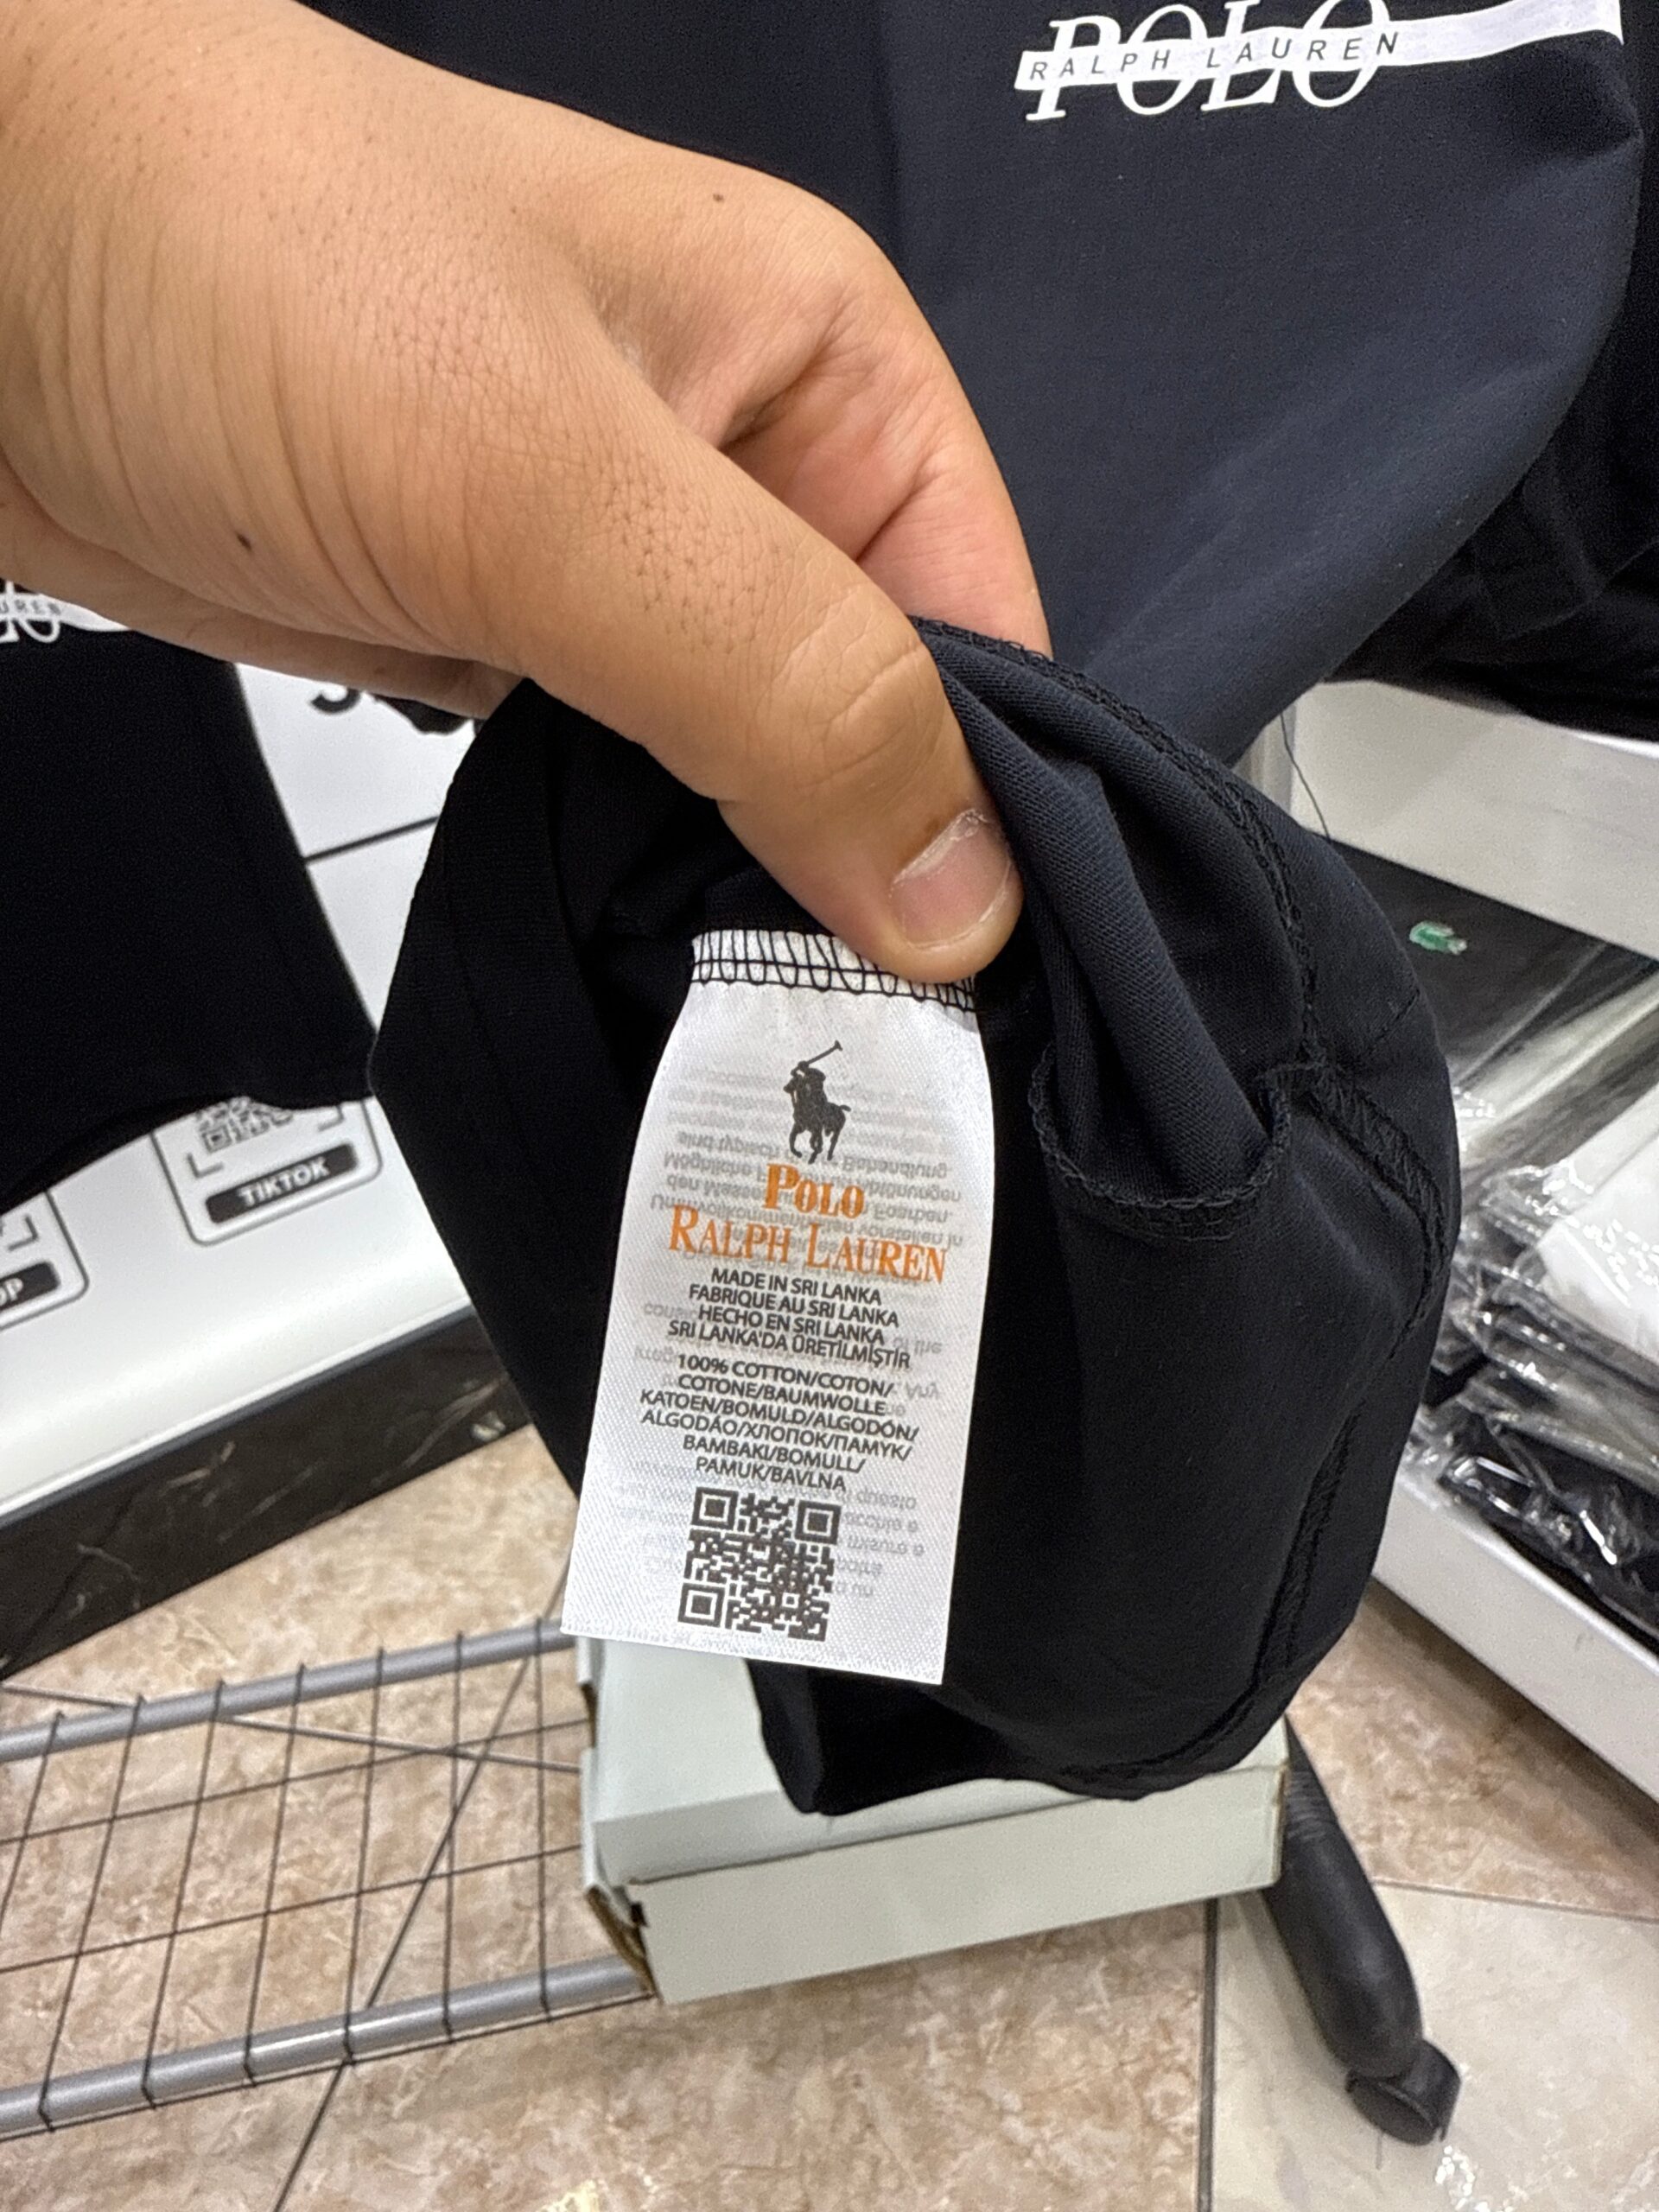 POLO
RALPH LAUREN
UREN
TIKTOK
OP
POLO
RALPH LAUREN
MADE IN SRI LANKA
FABRIQUE AU SRI LANKA
HECHO EN SRI LANKA
SRI LANKA'DA ÜRETİLMİŞTİR
100% COTTON/COTON/
COTONE/BAUMWOLLE
KATOEN/BOMULD/ALGODÓN/
ALGODÃO/ХЛОПОК/ПАМУК/
BAMBAKI/BOMULL/
PAMUK/BAVLNA